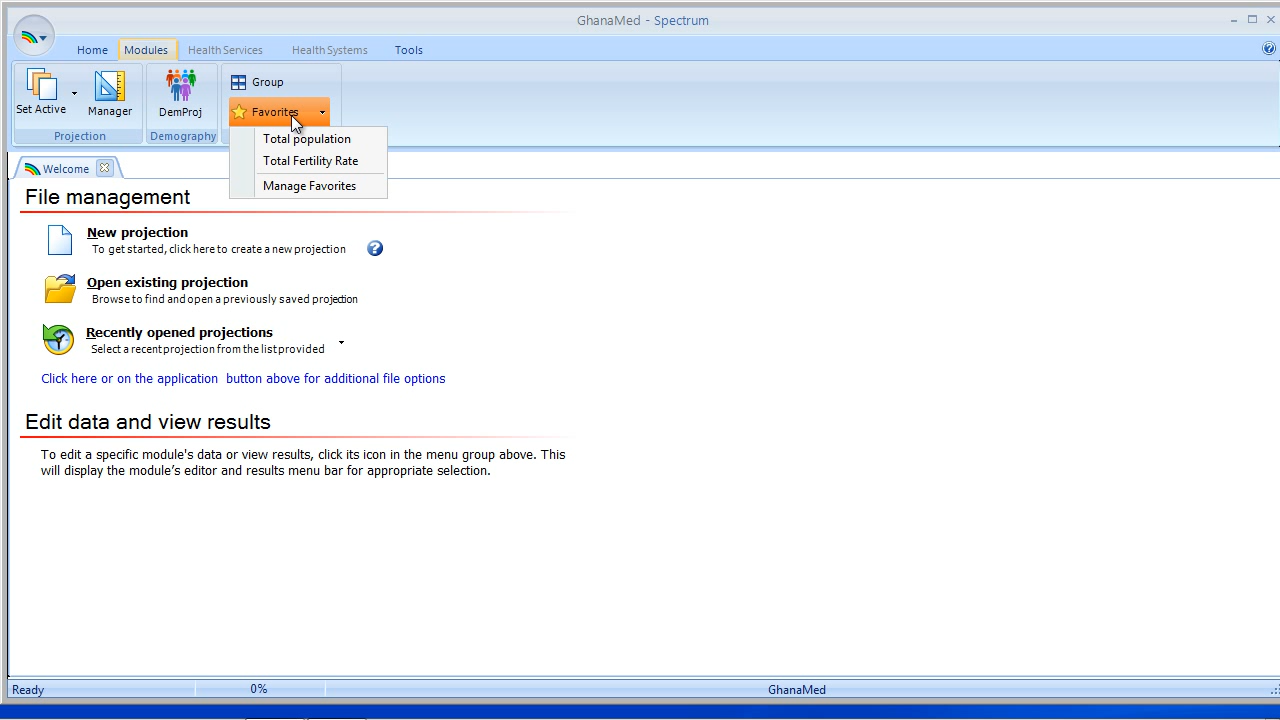 GhanaMed - Spectrum
Home Modules Health Services Health Systems Tools
Group
Set Active Manager DemProj Favorites
Projection Demography
Total population
Total Fertility Rate
Manage Favorites
Welcome
File management
New projection
To get started, click here to create a new projection
Open existing projection
Browse to find and open a previously saved projection
Recently opened projections
Select a recent projection from the list provided
Click here or on the application button above for additional file options
Edit data and view results
To edit a specific module's data or view results, click its icon in the menu group above. This
will display the module's editor and results menu bar for appropriate selection.
Ready 0% GhanaMed